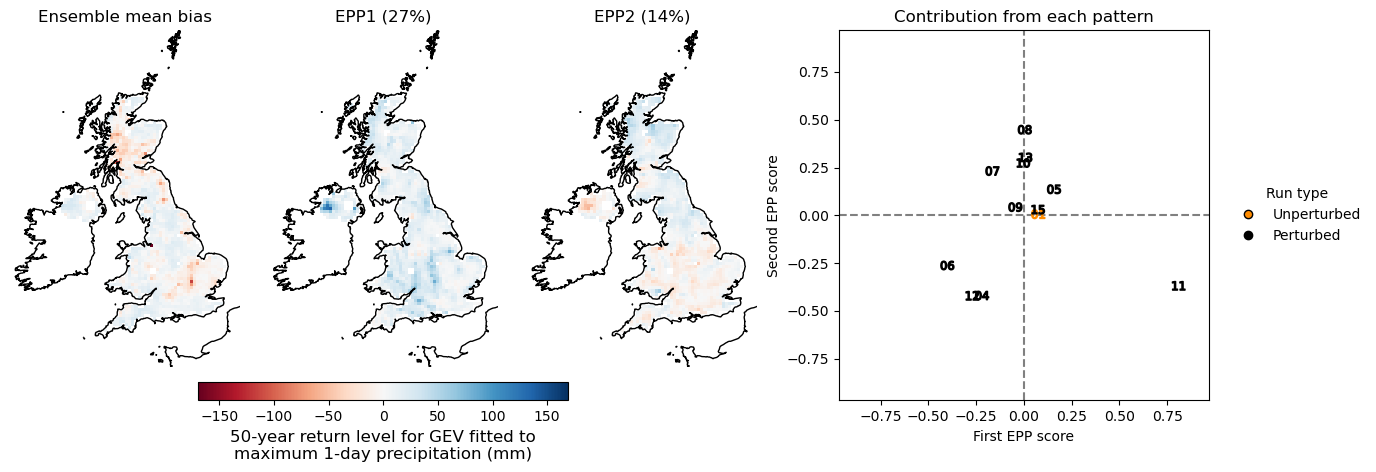 Ensemble mean bias
EPP1 (27%)
EPP2 (14%)
Contribution from each pattern
−150 −100 −50 0 50 100 150
50-year return level for GEV fitted to
maximum 1-day precipitation (mm)
Second EPP score
0.75
0.50
0.25
0.00
−0.25
−0.50
−0.75
08
13
10
07
05
09
15
06
12
04
11
−0.75 −0.50 −0.25 0.00 0.25 0.50 0.75
First EPP score
Run type
Unperturbed
Perturbed